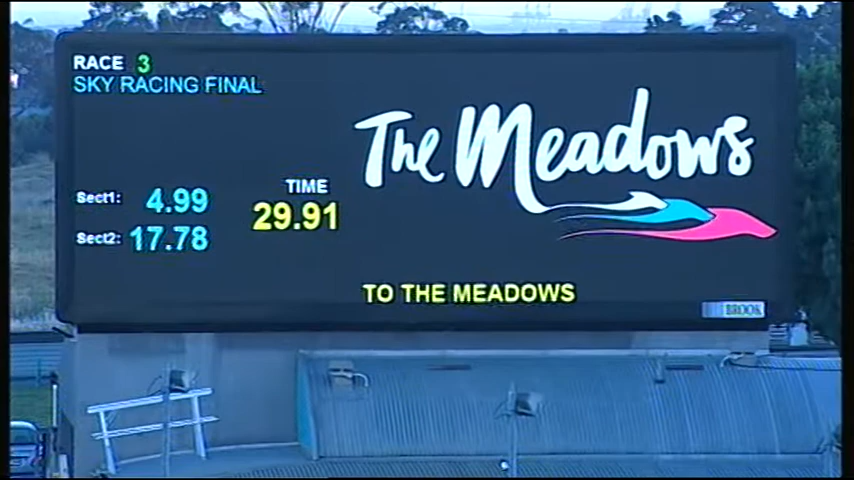 RACE 3
SKY RACING FINAL
The Meadows
Sect1: 4.99
TIME
29.91
Sect2: 17.78
TO THE MEADOWS
BROOK